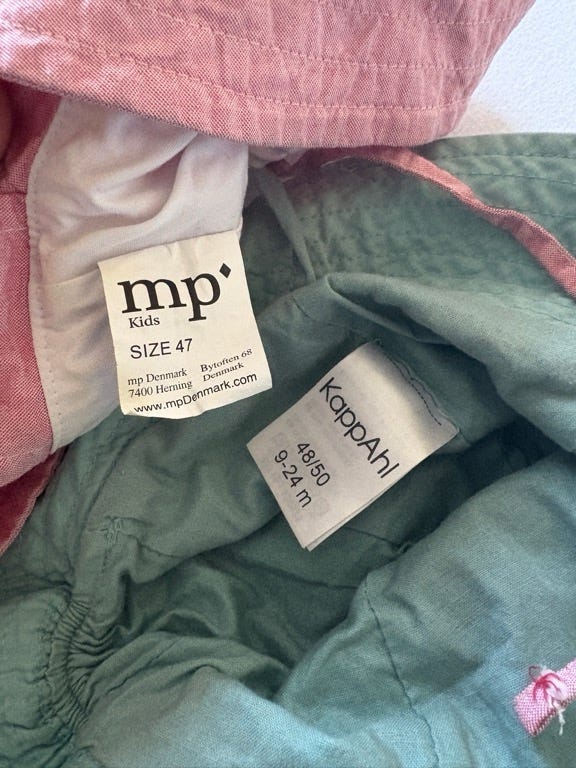 mp
Kids
SIZE 47
mp Denmark Bytoften 68
7400 Herning Denmark
www.mpDenmark.com
KappAhl
48/50
9-24 m